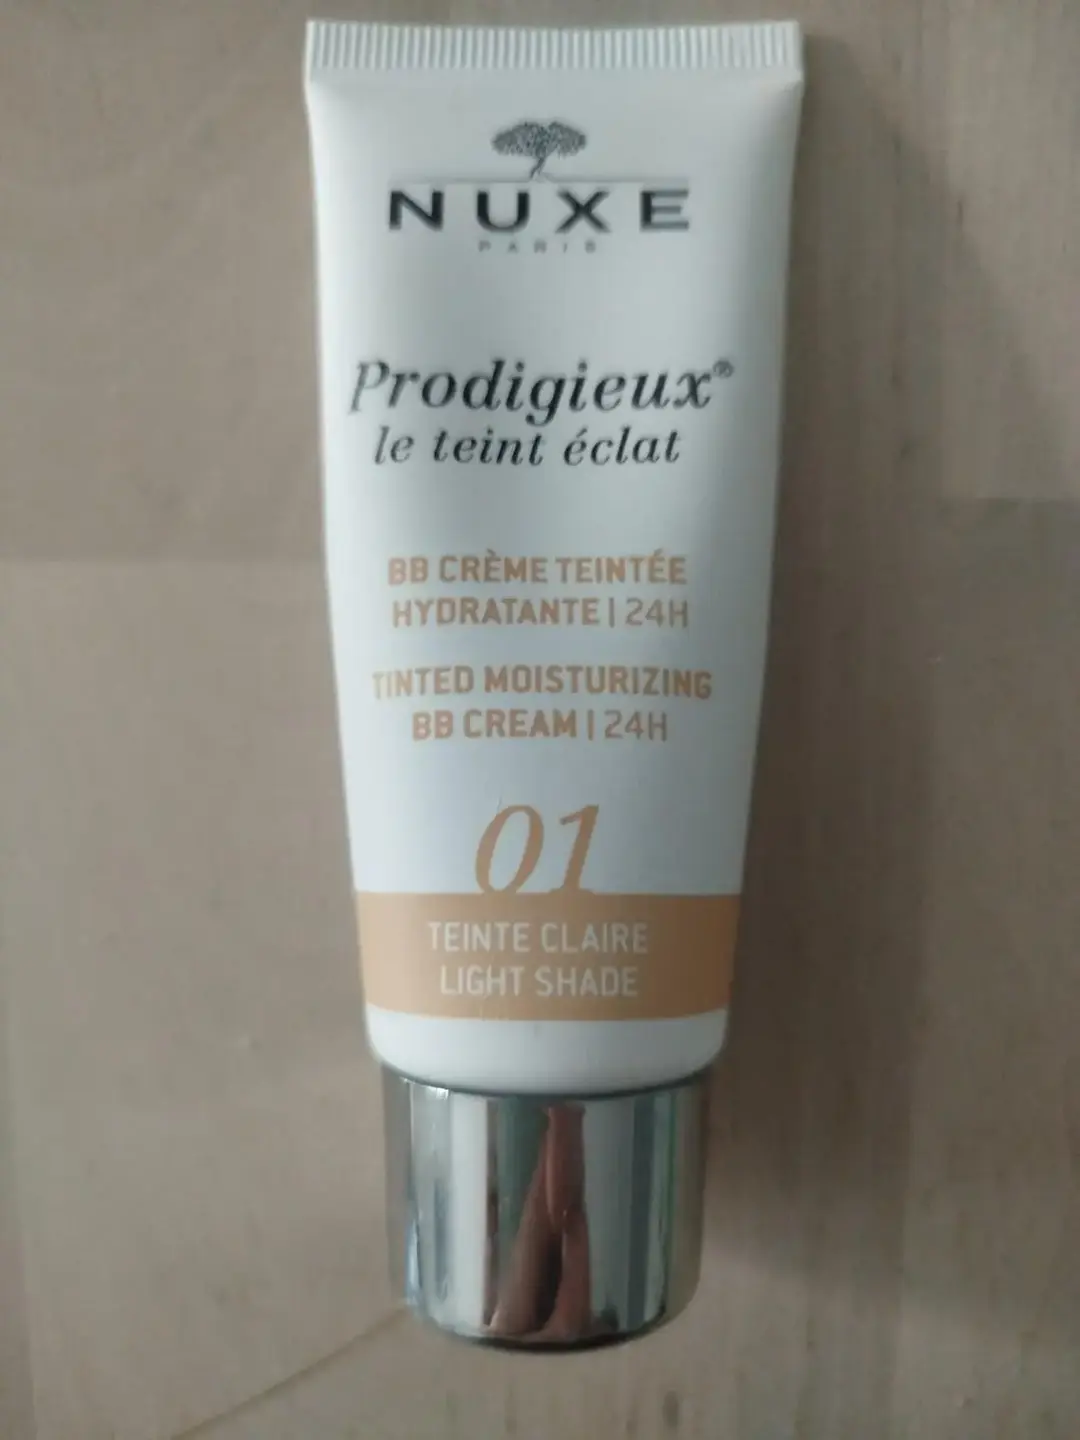 NUXE
PARIS
Prodigieux®
le teint éclat
BB CRÈME TEINTÉE
HYDRATANTE | 24H
TINTED MOISTURIZING
BB CREAM | 24H
01
TEINTE CLAIRE
LIGHT SHADE